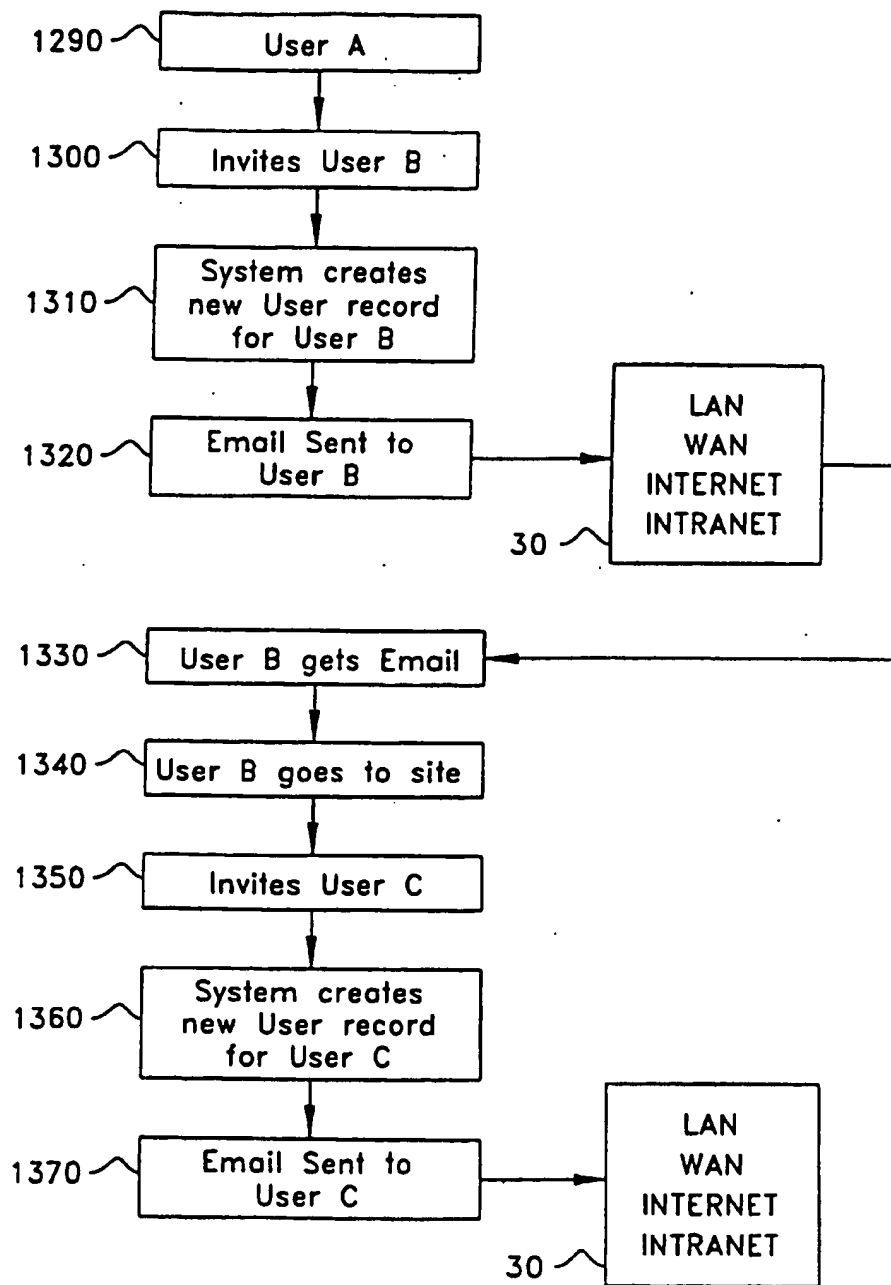 1290
User A
1300
Invites User B
1310
System creates
new User record
for User B
1320
Email Sent to
User B
LAN
WAN
INTERNET
INTRANET
30
1330
User B gets Email
1340
User B goes to site
1350
Invites User C
1360
System creates
new User record
for User C
1370
Email Sent to
User C
LAN
WAN
INTERNET
INTRANET
30